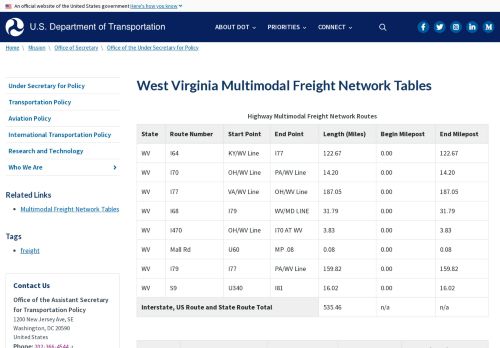 An official website of the United States government Here's how you know
U.S. Department of Transportation
ABOUT DOT
PRIORITIES
CONNECT
Home \ Mission \ Office of Secretary \ Office of the Under Secretary for Policy
Under Secretary for Policy
Transportation Policy
Aviation Policy
International Transportation Policy
Research and Technology
Who We Are
Related Links
Multimodal Freight Network Tables
Tags
freight
Contact Us
Office of the Assistant Secretary
for Transportation Policy
1200 New Jersey Ave, SE
Washington, DC 20590
United States
Phone: 202-366-4544
West Virginia Multimodal Freight Network Tables
Highway Multimodal Freight Network Routes
State Route Number Start Point End Point Length (Miles) Begin Milepost End Milepost
WV I64 KY/WV Line I77 122.67 0.00 122.67
WV I70 OH/WV Line PA/WV Line 14.20 0.00 14.20
WV I77 VA/WV Line OH/WV Line 187.05 0.00 187.05
WV I68 I79 WV/MD LINE 31.79 0.00 31.79
WV I470 OH/WV Line I70 AT WV 3.83 0.00 3.83
WV Mall Rd U60 MP .08 0.08 0.00 0.08
WV I79 I77 PA/WV Line 159.82 0.00 159.82
WV S9 U340 I81 16.02 0.00 16.02
Interstate, US Route and State Route Total 535.46 n/a n/a